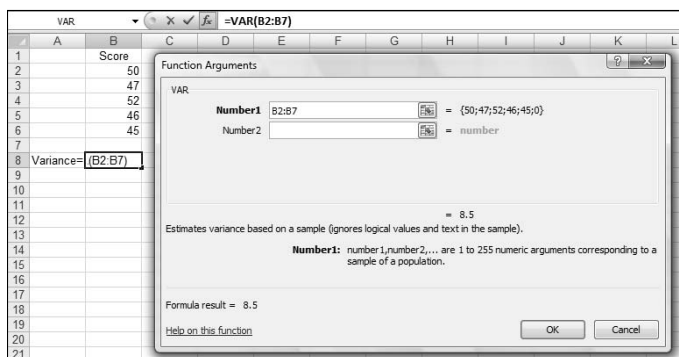 VAR =VAR(B2:B7)
A B C D E F G H I J K L
1 Score
2 50
3 47
4 52
5 46
6 45
7
8 Variance= (B2:B7)
9
10
11
12
13
14
15
16
17
18
19
20
21
Function Arguments
VAR
Number1 B2:B7 = {50;47;52;46;45;0}
Number2 = number
= 8.5
Estimates variance based on a sample (ignores logical values and text in the sample).
Number1: number1,number2,... are 1 to 255 numeric arguments corresponding to a
sample of a population.
Formula result = 8.5
Help on this function OK Cancel